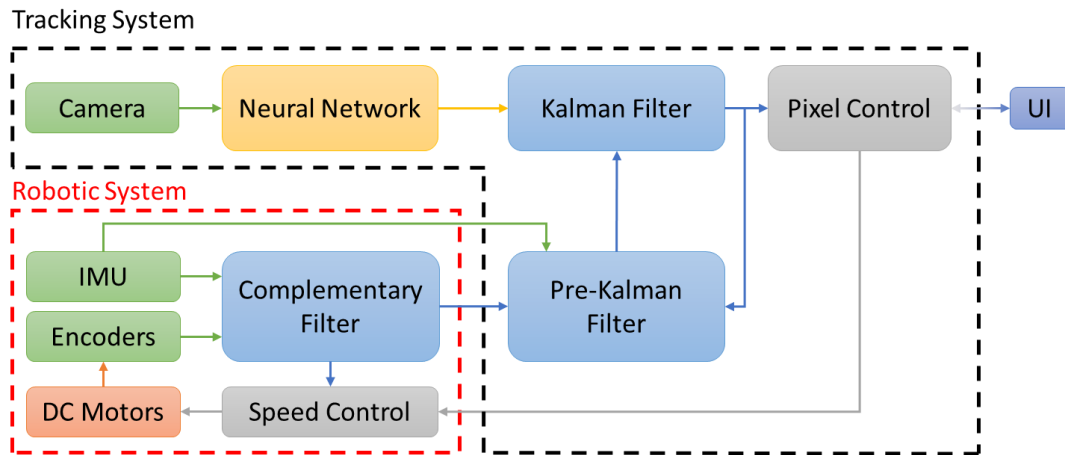 Tracking System
Camera
Neural Network
Kalman Filter
Pixel Control
UI
Robotic System
IMU
Complementary
Filter
Pre-Kalman
Filter
Encoders
DC Motors
Speed Control